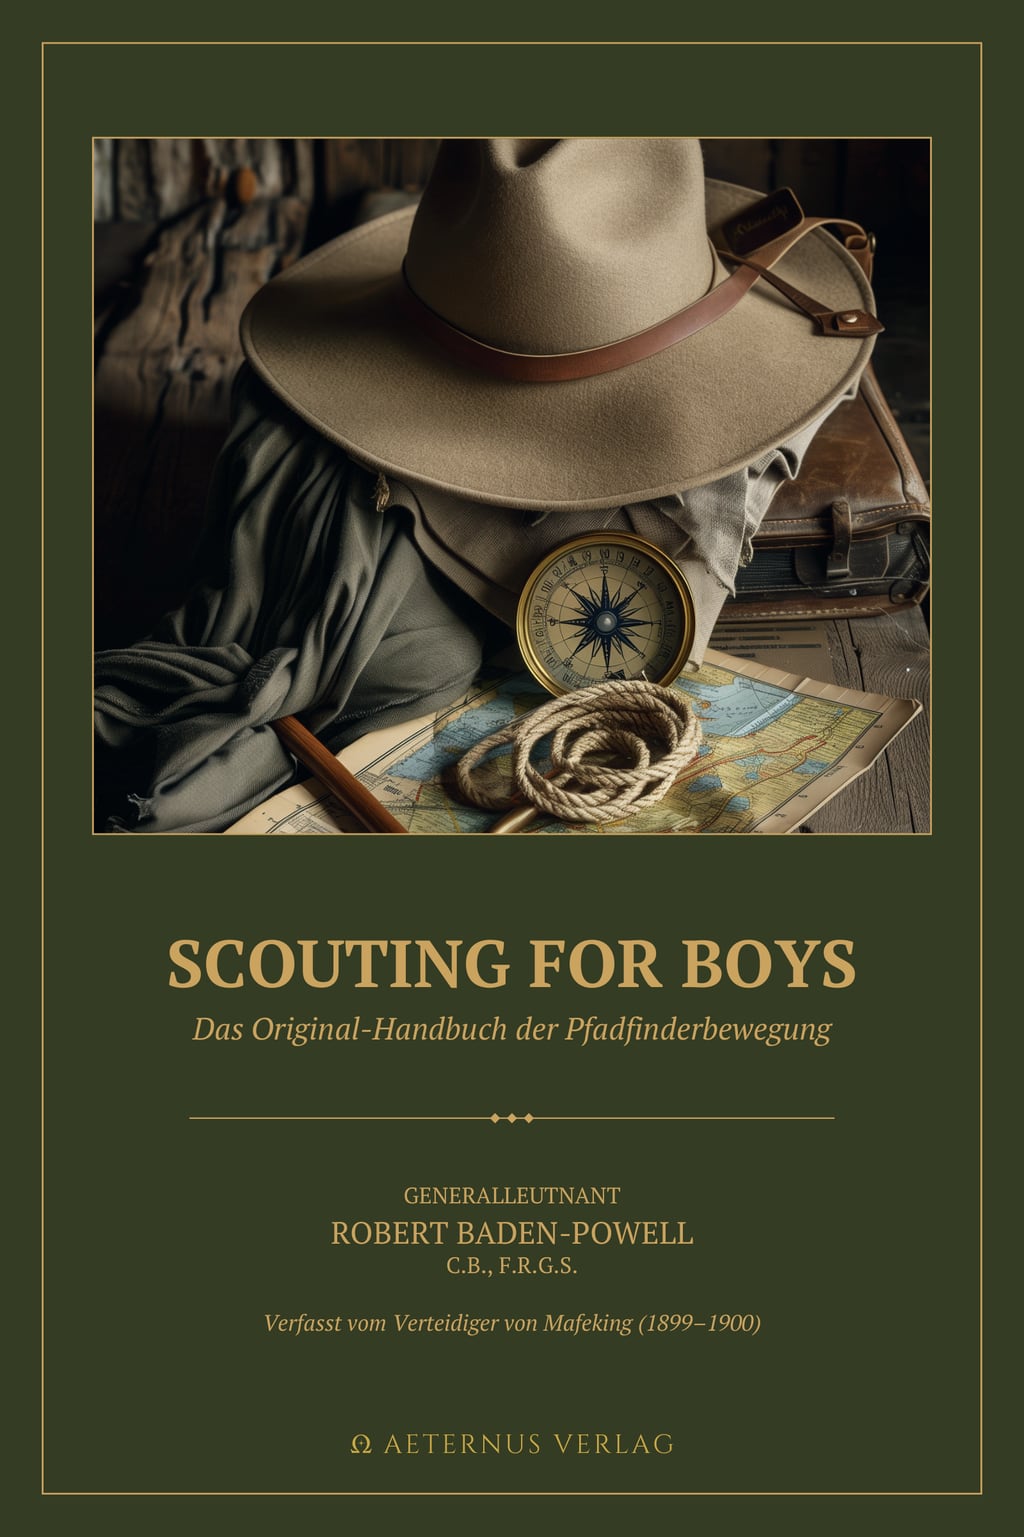 SCOUTING FOR BOYS
Das Original-Handbuch der Pfadfinderbewegung
GENERALLEUTNANT
ROBERT BADEN-POWELL
C.B., F.R.G.S.
Verfasst vom Verteidiger von Mafeking (1899–1900)
Ω AETERNUS VERLAG